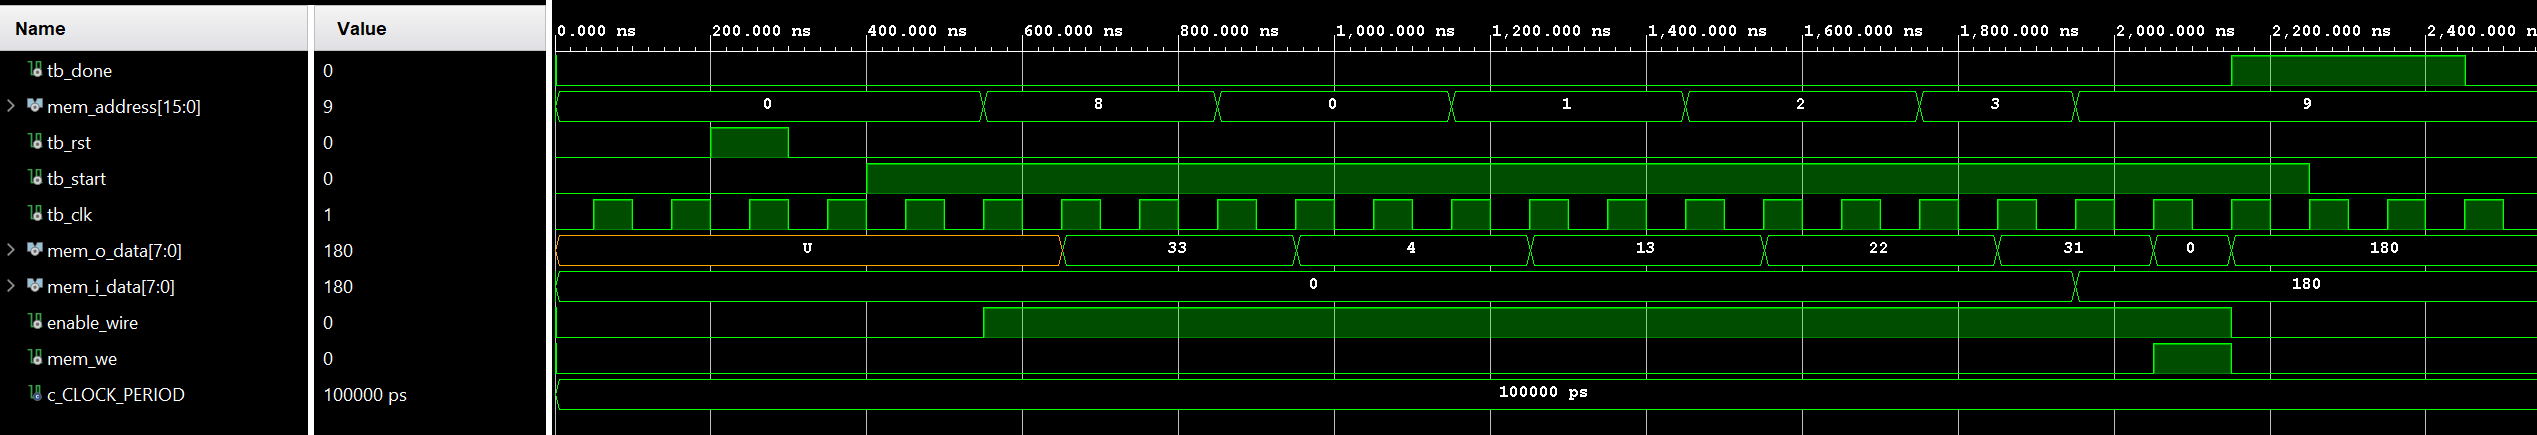 Name Value 0.000 ns 200.000 ns 400.000 ns 600.000 ns 800.000 ns 1,000.000 ns 1,200.000 ns 1,400.000 ns 1,600.000 ns 1,800.000 ns 2,000.000 ns 2,200.000 ns 2,400.000 ns
tb_done 0
mem_address[15:0] 9 0 8 0 1 2 3 9
tb_rst 0
tb_start 0
tb_clk 1
mem_o_data[7:0] 180 U 33 4 13 22 31 0 180
mem_i_data[7:0] 180 0 180
enable_wire 0
mem_we 0
c_CLOCK_PERIOD 100000 ps 100000 ps